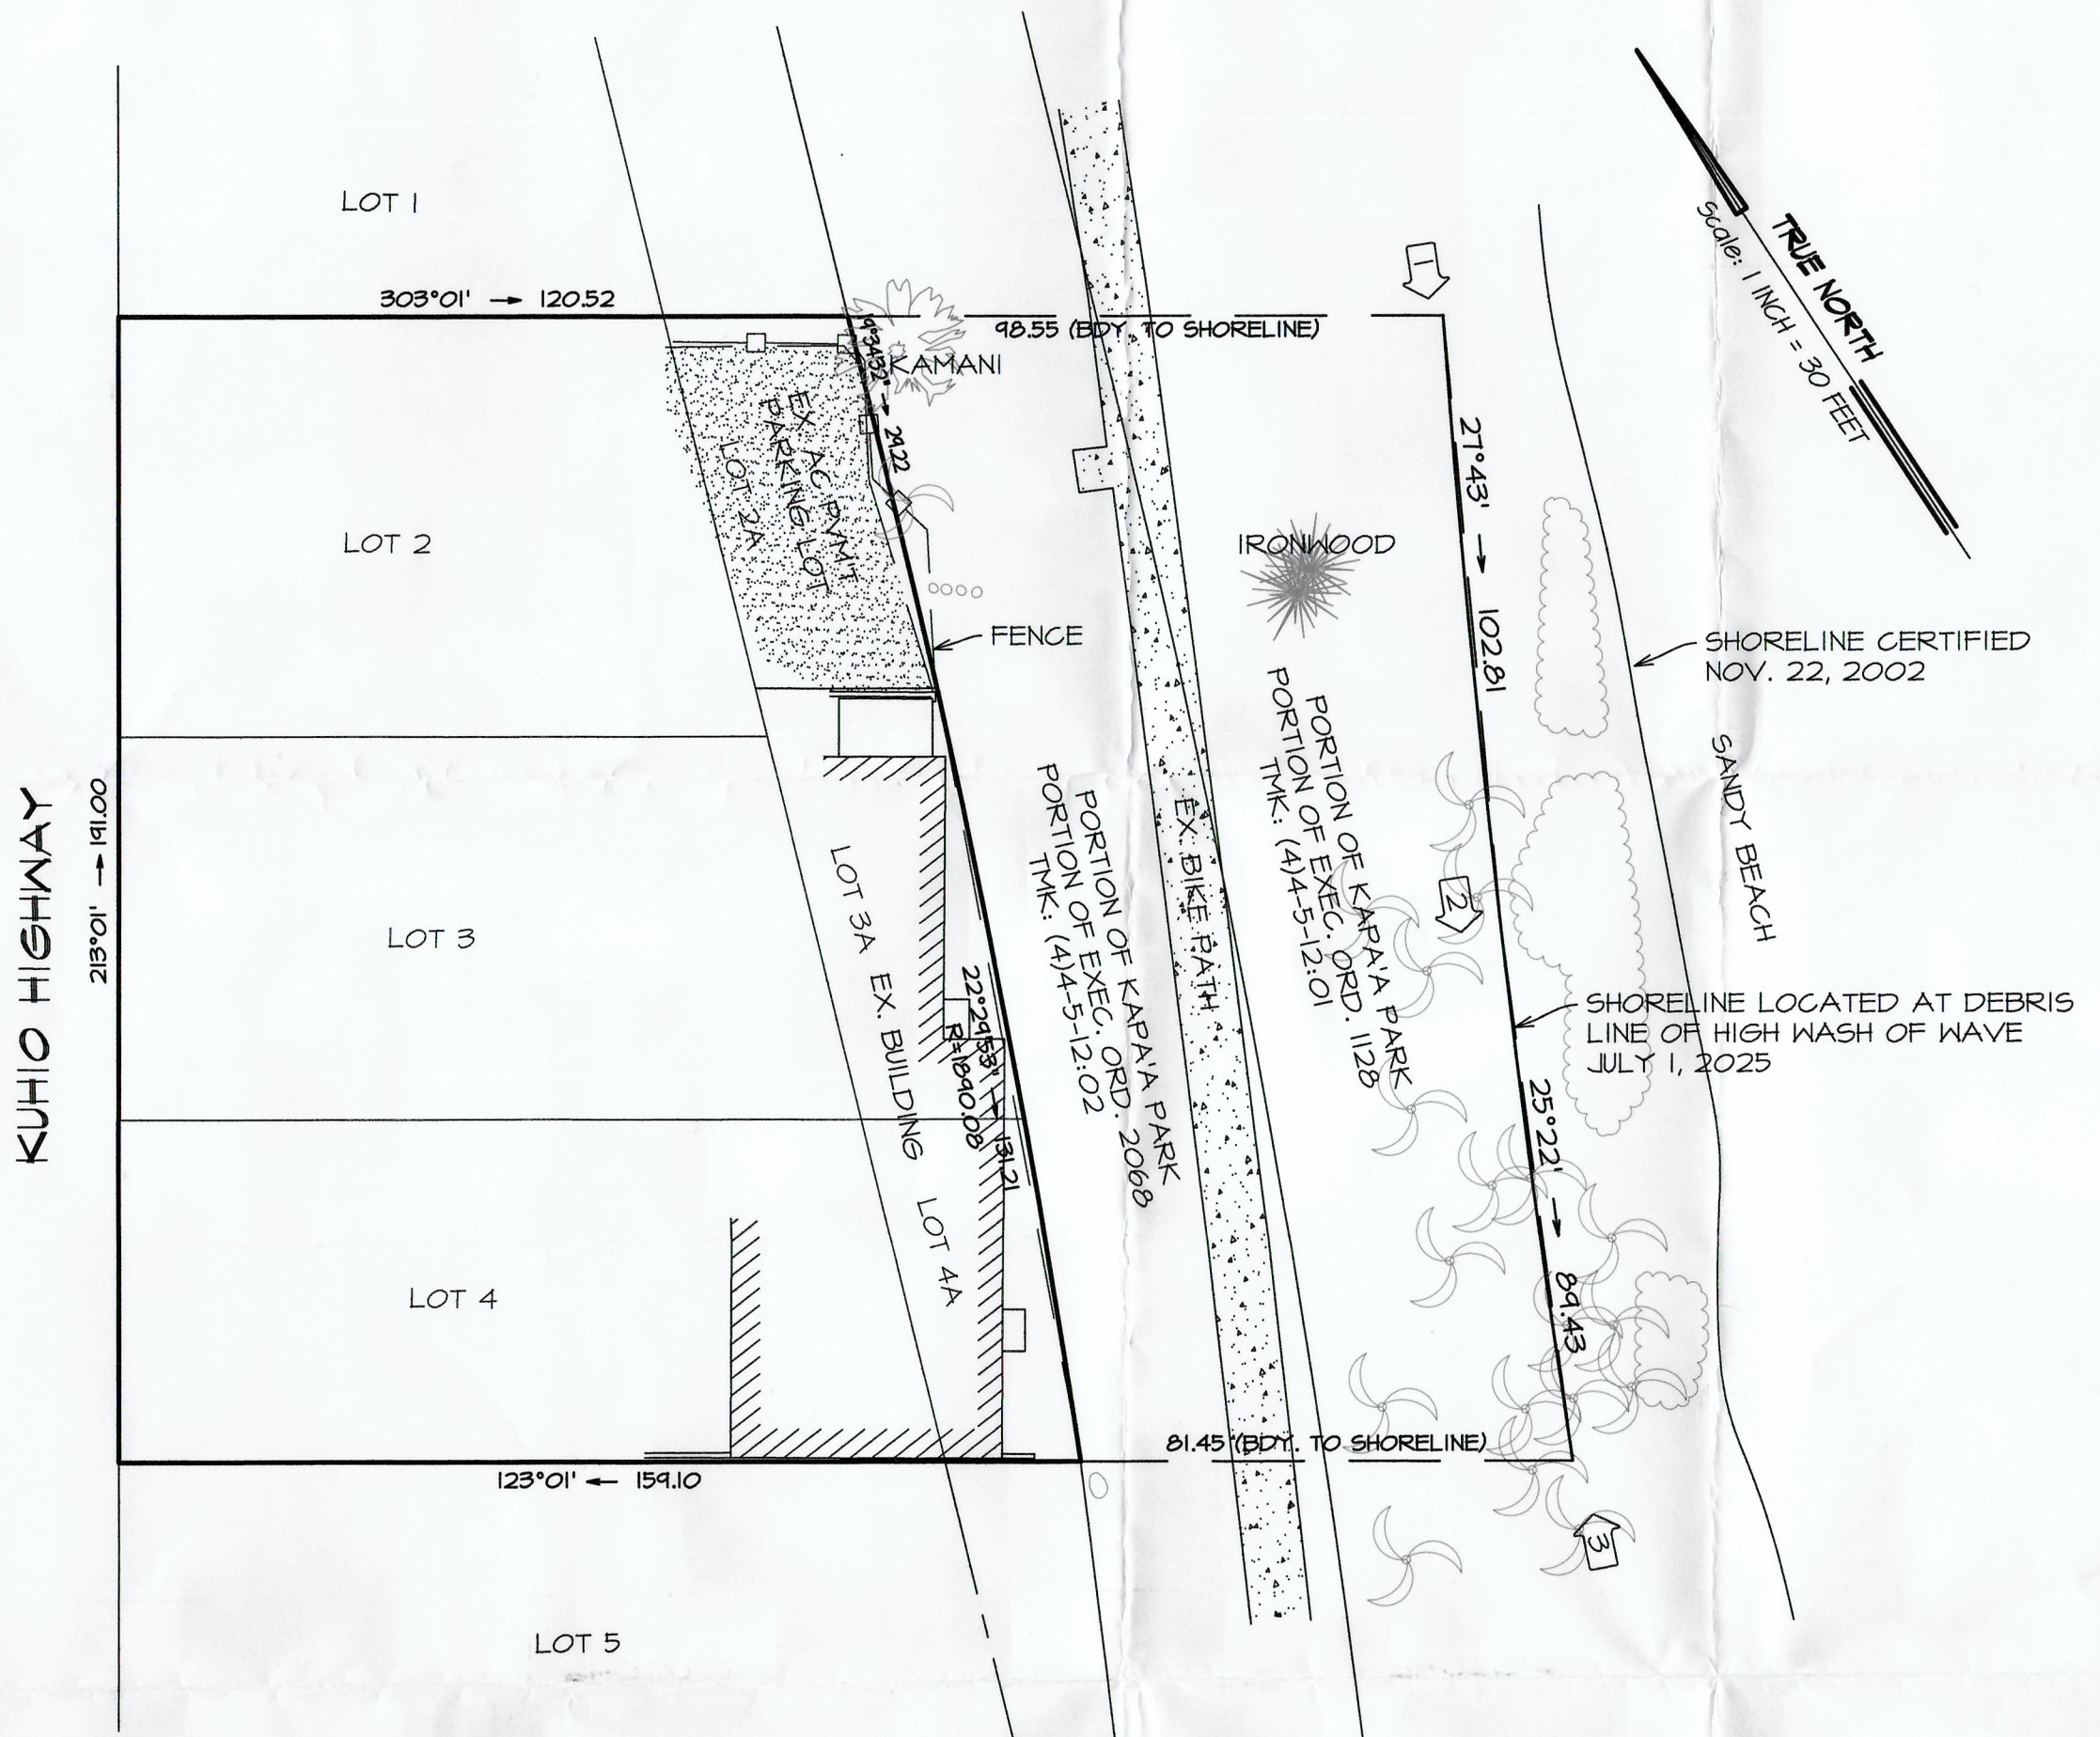 LOT 1
303°01' → 120.52
98.55 (BDY. TO SHORELINE)
1
TRUE NORTH
Scale: 1 INCH = 30 FEET
KAMANI
29.22
EX. AC PVMT
PARKING LOT
LOT 2A
LOT 2
FENCE
IRONWOOD
27°43' → 102.81
SHORELINE CERTIFIED
NOV. 22, 2002
SANDY BEACH
KUHIO HIGHWAY
213°01' → 191.00
LOT 3
LOT 3A
EX. BUILDING
LOT 4A
22°29'53" → 131.21
R=1890.08
PORTION OF KAPA'A PARK
PORTION OF EXEC. ORD. 2068
TMK: (4)4-5-12:02
EX. BIKE PATH
PORTION OF KAPA'A PARK
PORTION OF EXEC. ORD. 1128
TMK: (4)4-5-12:01
2
SHORELINE LOCATED AT DEBRIS
LINE OF HIGH WASH OF WAVE
JULY 1, 2025
25°22' → 89.43
LOT 4
81.45 (BDY. TO SHORELINE)
123°01' ← 159.10
3
LOT 5